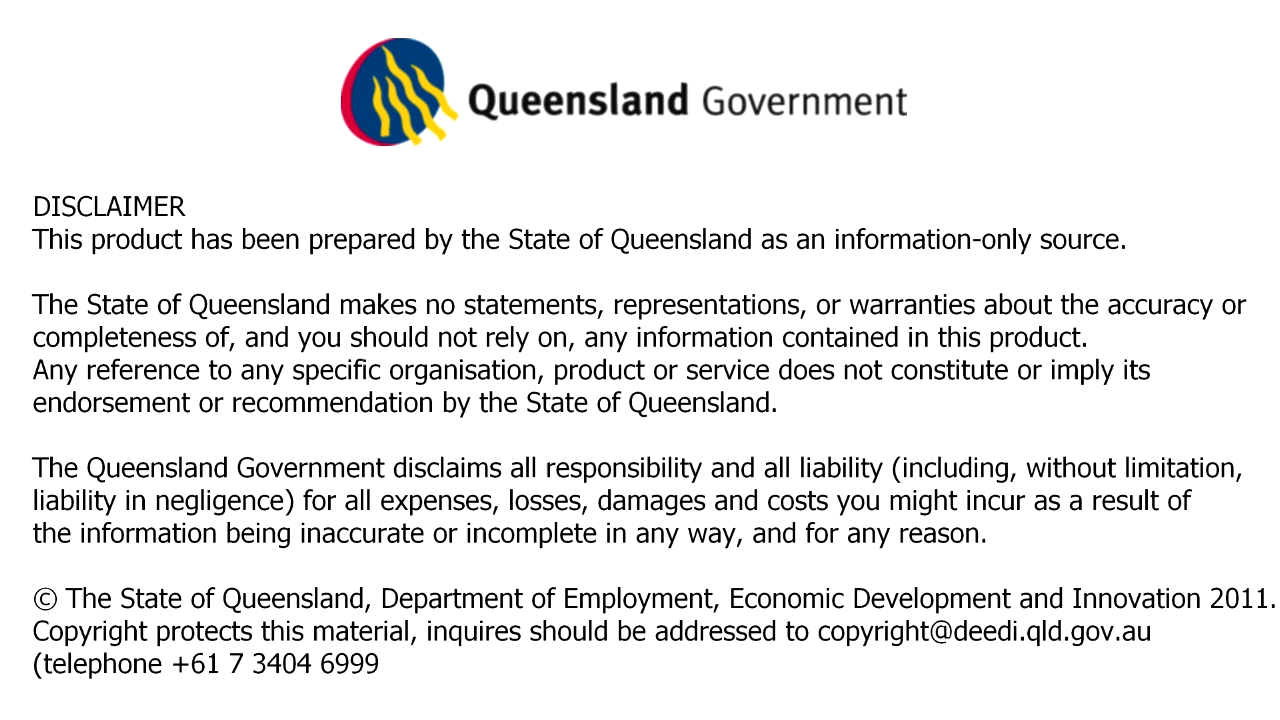 Queensland Government
DISCLAIMER
This product has been prepared by the State of Queensland as an information-only source.
The State of Queensland makes no statements, representations, or warranties about the accuracy or
completeness of, and you should not rely on, any information contained in this product.
Any reference to any specific organisation, product or service does not constitute or imply its
endorsement or recommendation by the State of Queensland.
The Queensland Government disclaims all responsibility and all liability (including, without limitation,
liability in negligence) for all expenses, losses, damages and costs you might incur as a result of
the information being inaccurate or incomplete in any way, and for any reason.
© The State of Queensland, Department of Employment, Economic Development and Innovation 2011.
Copyright protects this material, inquires should be addressed to copyright@deedi.qld.gov.au
(telephone +61 7 3404 6999